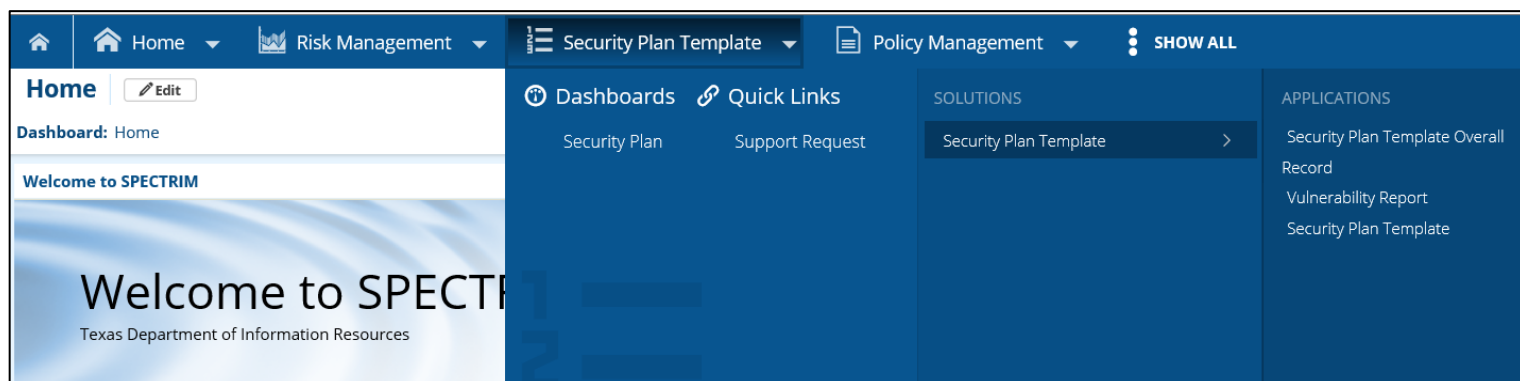 Home
Risk Management
Security Plan Template
Policy Management
SHOW ALL
Home
Edit
Dashboard: Home
Welcome to SPECTRIM
Welcome to
Texas Department of Information Resources
Dashboards
Security Plan
Quick Links
Support Request
SOLUTIONS
Security Plan Template
APPLICATIONS
Security Plan Template Overall
Record
Vulnerability Report
Security Plan Template